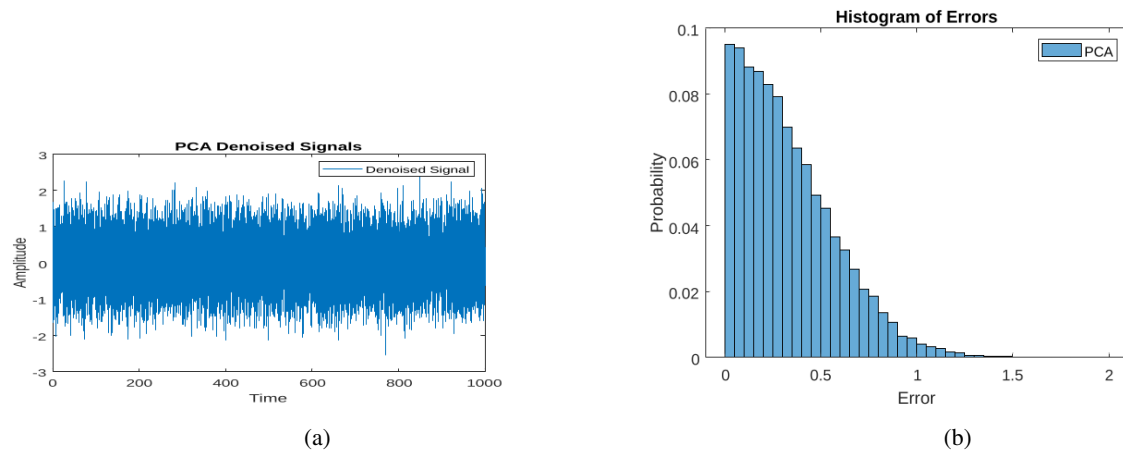 PCA Denoised Signals
Denoised Signal
3
2
1
0
-1
-2
-3
Amplitude
0 200 400 600 800 1000
Time
(a)
Histogram of Errors
PCA
0.1
0.08
0.06
0.04
0.02
0
Probability
0 0.5 1 1.5 2
Error
(b)